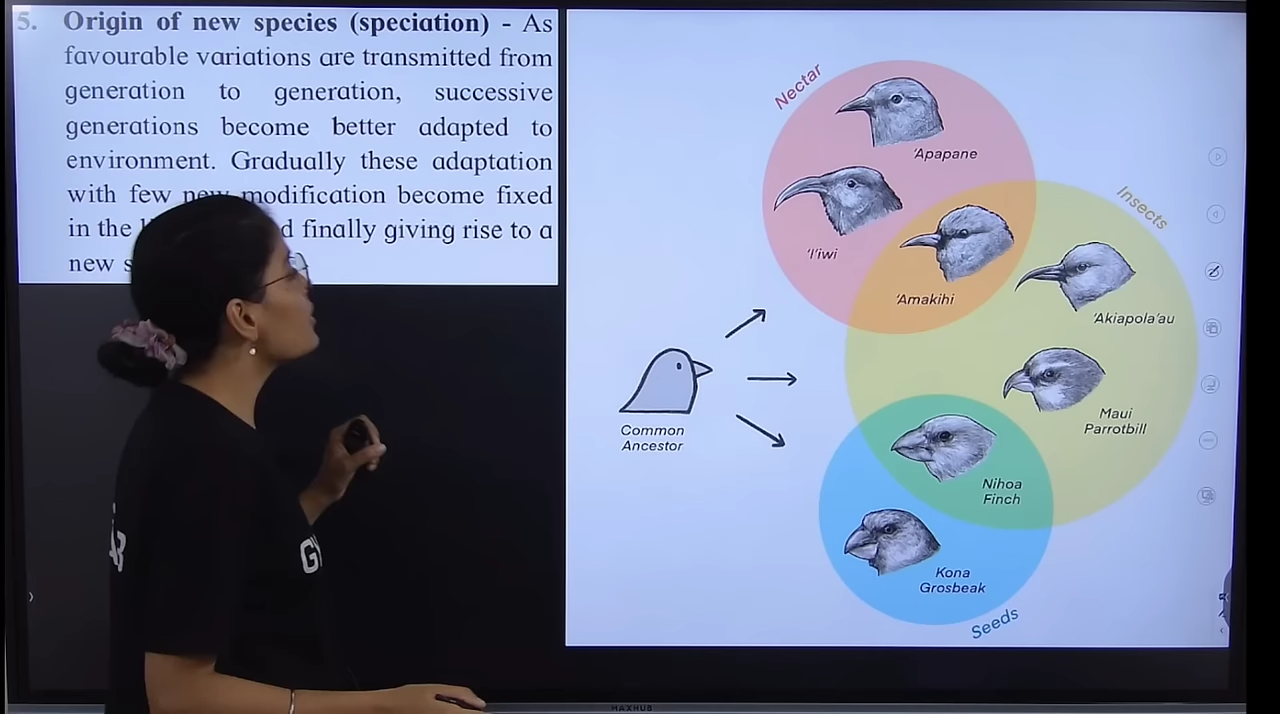 5. Origin of new species (speciation) - As
favourable variations are transmitted from
generation to generation, successive
generations become better adapted to
environment. Gradually these adaptation
with few new modification become fixed
in the finally giving rise to a
new
Nectar
'Apapane
'I'iwi
'Amakihi
Insects
'Akiapola'au
Maui
Parrotbill
Common
Ancestor
Nihoa
Finch
Kona
Grosbeak
Seeds
MAXHUB